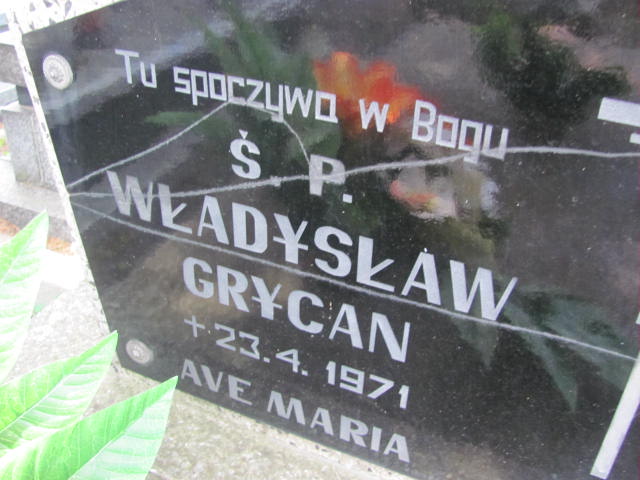 Tu spoczywa w Bogu
Ś. P.
WŁADYSŁAW
GRYCAN
+ 23. 4. 1971
AVE MARIA